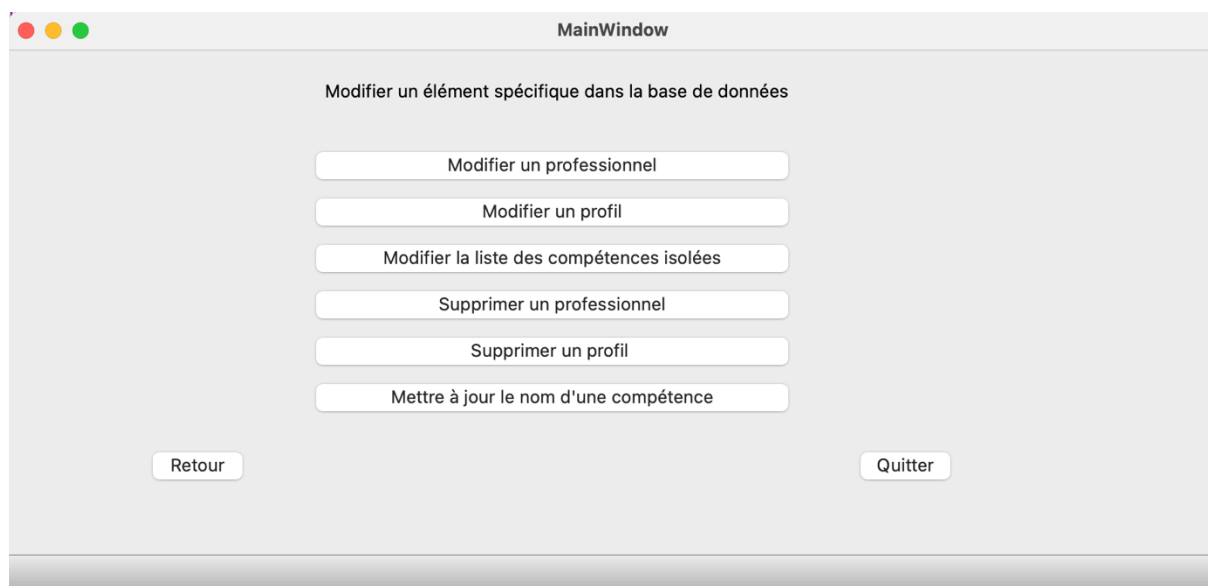 MainWindow
Modifier un élément spécifique dans la base de données
Modifier un professionnel
Modifier un profil
Modifier la liste des compétences isolées
Supprimer un professionnel
Supprimer un profil
Mettre à jour le nom d'une compétence
Retour
Quitter